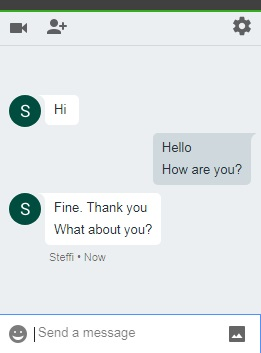 S
Hi
Hello
How are you?
S
Fine. Thank you
What about you?
Steffi • Now
Send a message